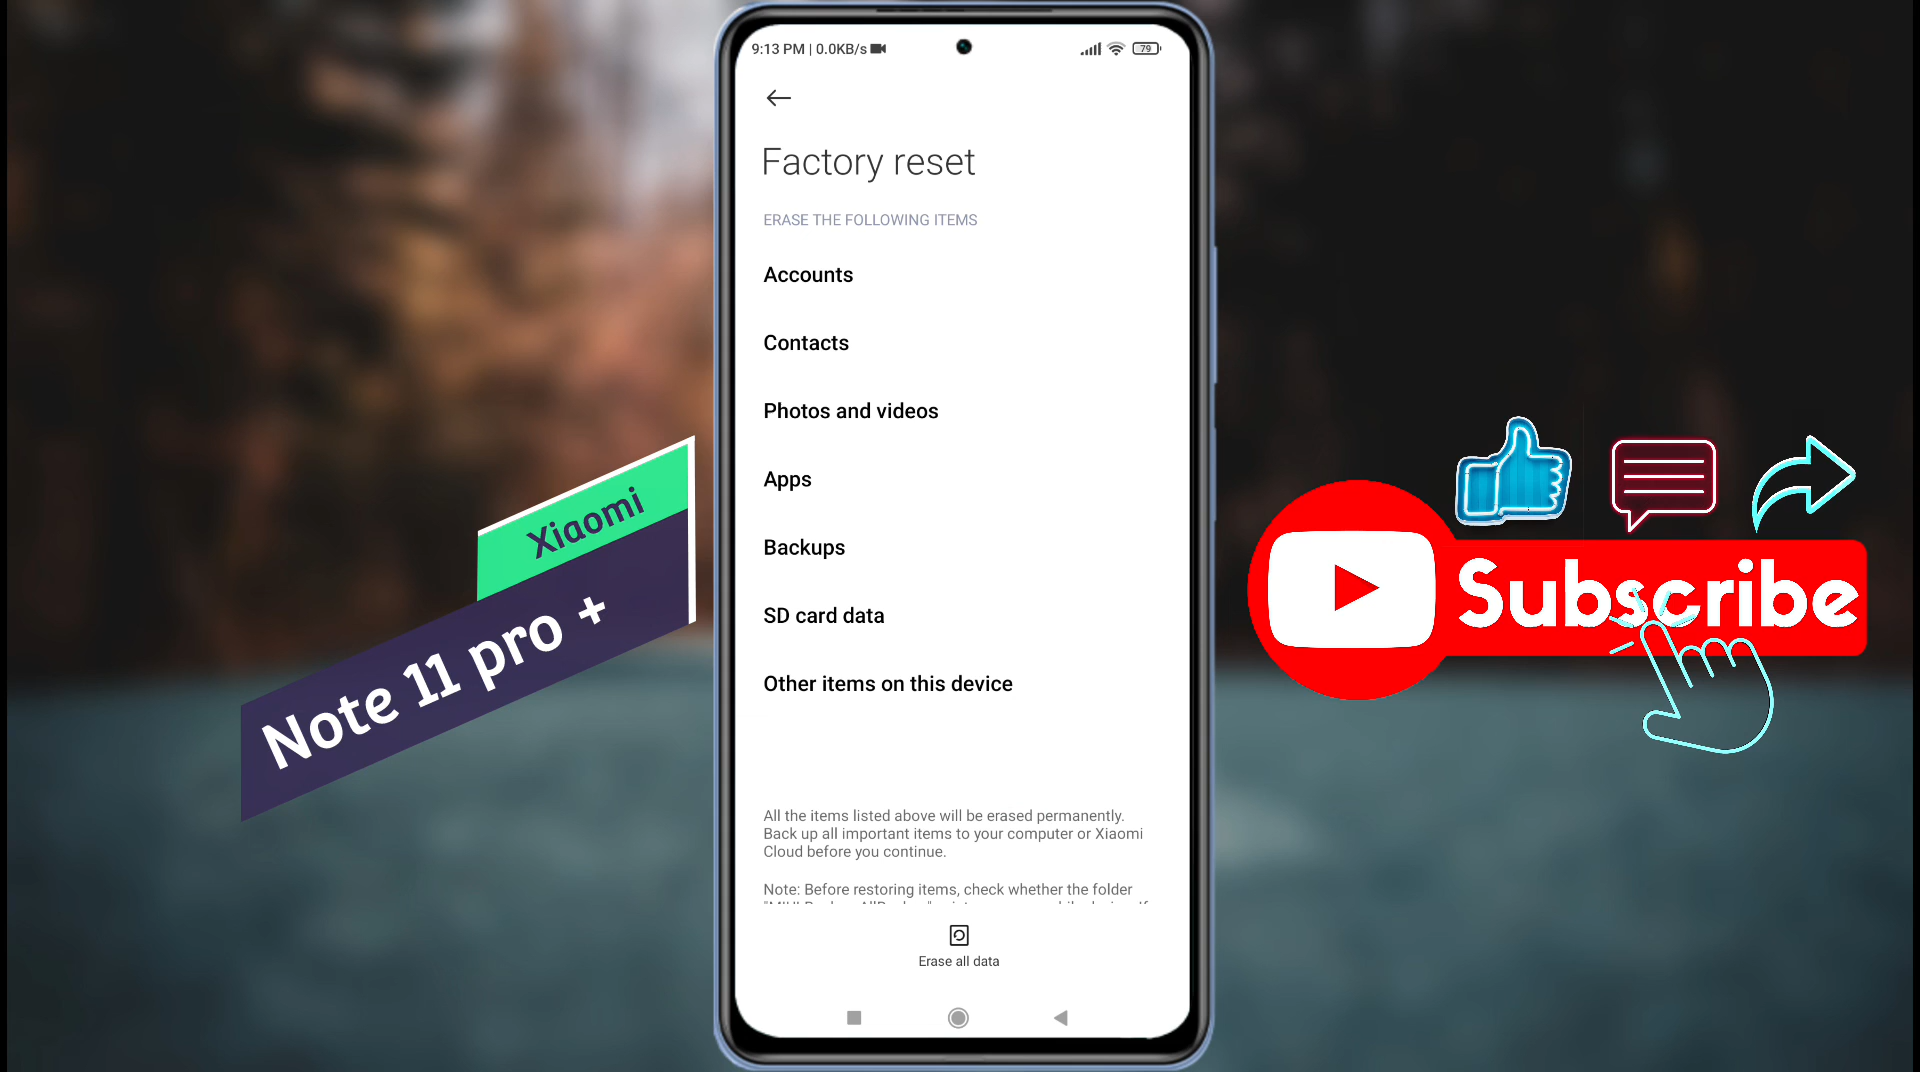 9:13 PM | 0.0KB/s
79
Factory reset
ERASE THE FOLLOWING ITEMS
Accounts
Contacts
Photos and videos
Apps
Backups
SD card data
Other items on this device
All the items listed above will be erased permanently.
Back up all important items to your computer or Xiaomi
Cloud before you continue.
Note: Before restoring items, check whether the folder
Erase all data
Xiaomi
Note 11 pro +
Subscribe